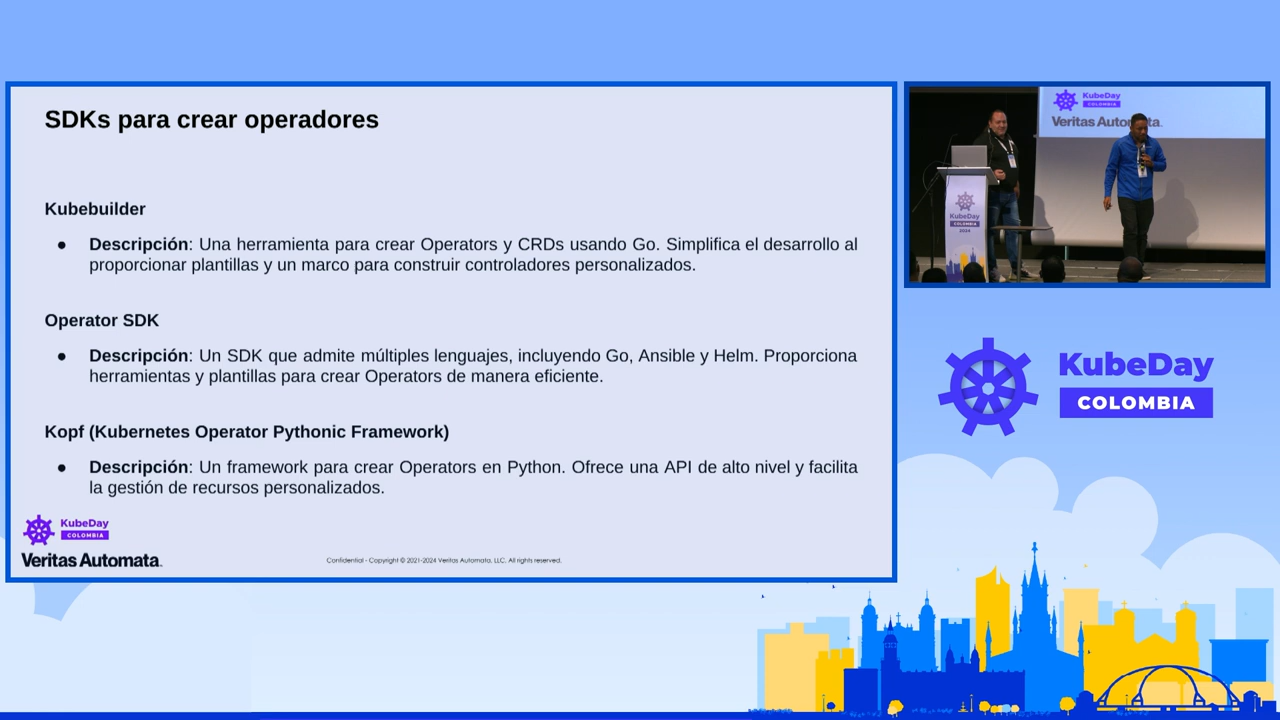 SDKs para crear operadores
Kubebuilder
● Descripción: Una herramienta para crear Operators y CRDs usando Go. Simplifica el desarrollo al
proporcionar plantillas y un marco para construir controladores personalizados.
Operator SDK
● Descripción: Un SDK que admite múltiples lenguajes, incluyendo Go, Ansible y Helm. Proporciona
herramientas y plantillas para crear Operators de manera eficiente.
Kopf (Kubernetes Operator Pythonic Framework)
● Descripción: Un framework para crear Operators en Python. Ofrece una API de alto nivel y facilita
la gestión de recursos personalizados.
KubeDay
COLOMBIA
Veritas Automata.
Confidential - Copyright © 2021-2024 Veritas Automata, LLC. All rights reserved.
KubeDay
COLOMBIA
Veritas Automata.
KubeDay
COLOMBIA
2024
KubeDay
COLOMBIA